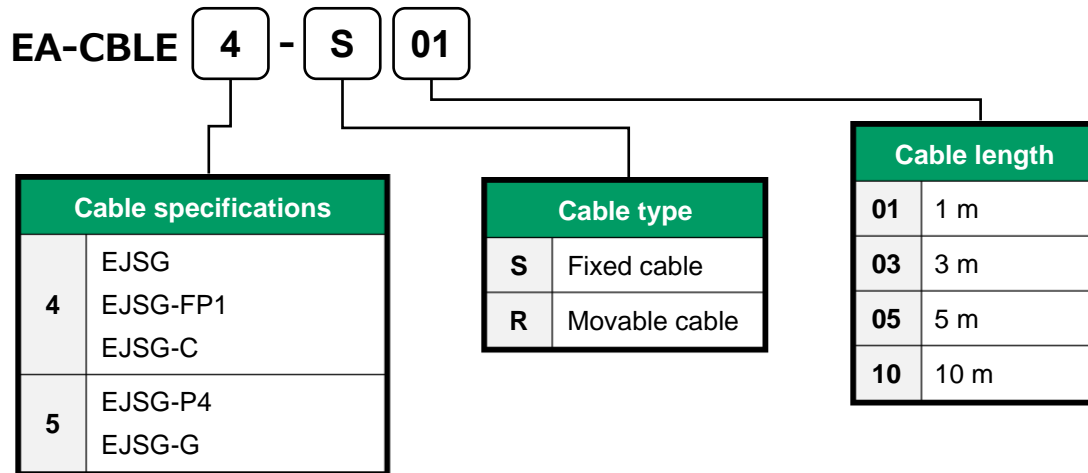 EA-CBLE 4 - S 01
Cable specifications
4 EJSG
EJSG-FP1
EJSG-C
5 EJSG-P4
EJSG-G
Cable type
S Fixed cable
R Movable cable
Cable length
01 1 m
03 3 m
05 5 m
10 10 m